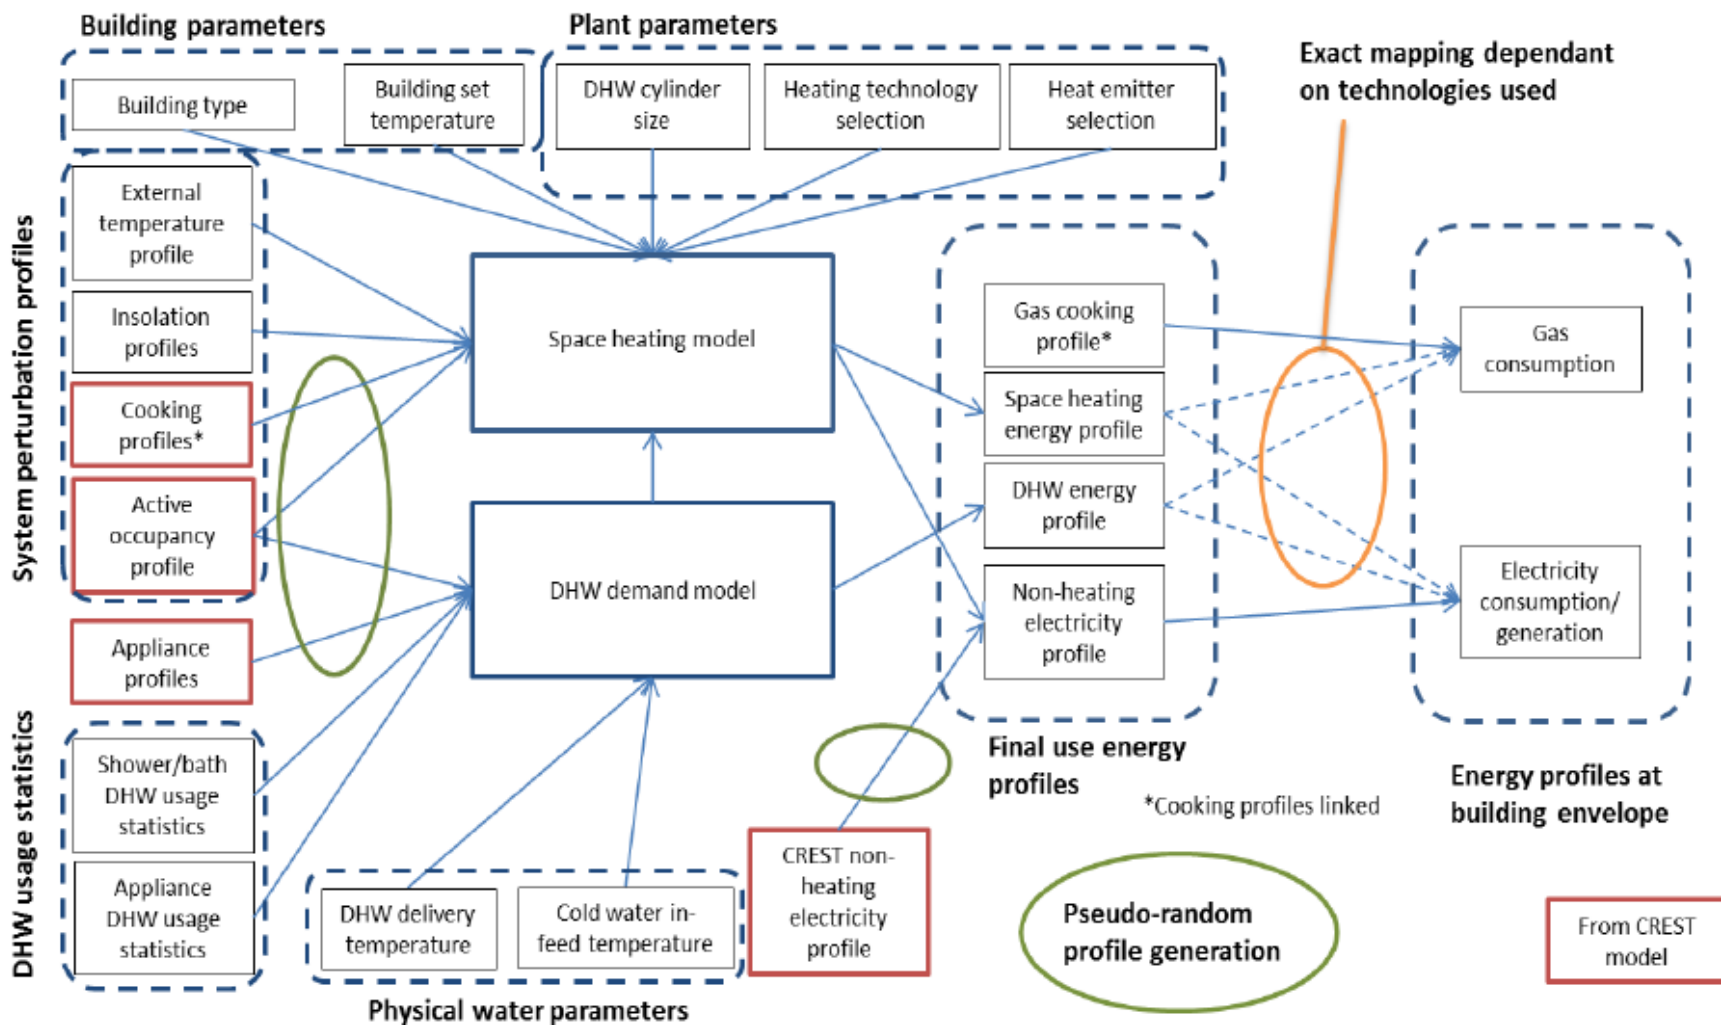 Building parameters
Plant parameters
Exact mapping dependant
on technologies used
Building type
Building set
temperature
DHW cylinder
size
Heating technology
selection
Heat emitter
selection
System perturbation profiles
External
temperature
profile
Insolation
profiles
Cooking
profiles*
Active
occupancy
profile
Appliance
profiles
Space heating model
DHW demand model
Gas cooking
profile*
Space heating
energy profile
DHW energy
profile
Non-heating
electricity
profile
Gas
consumption
Electricity
consumption/
generation
DHW usage statistics
Shower/bath
DHW usage
statistics
Appliance
DHW usage
statistics
DHW delivery
temperature
Cold water in-
feed temperature
Physical water parameters
CREST non-
heating
electricity
profile
Final use energy
profiles
*Cooking profiles linked
Energy profiles at
building envelope
Pseudo-random
profile generation
From CREST
model